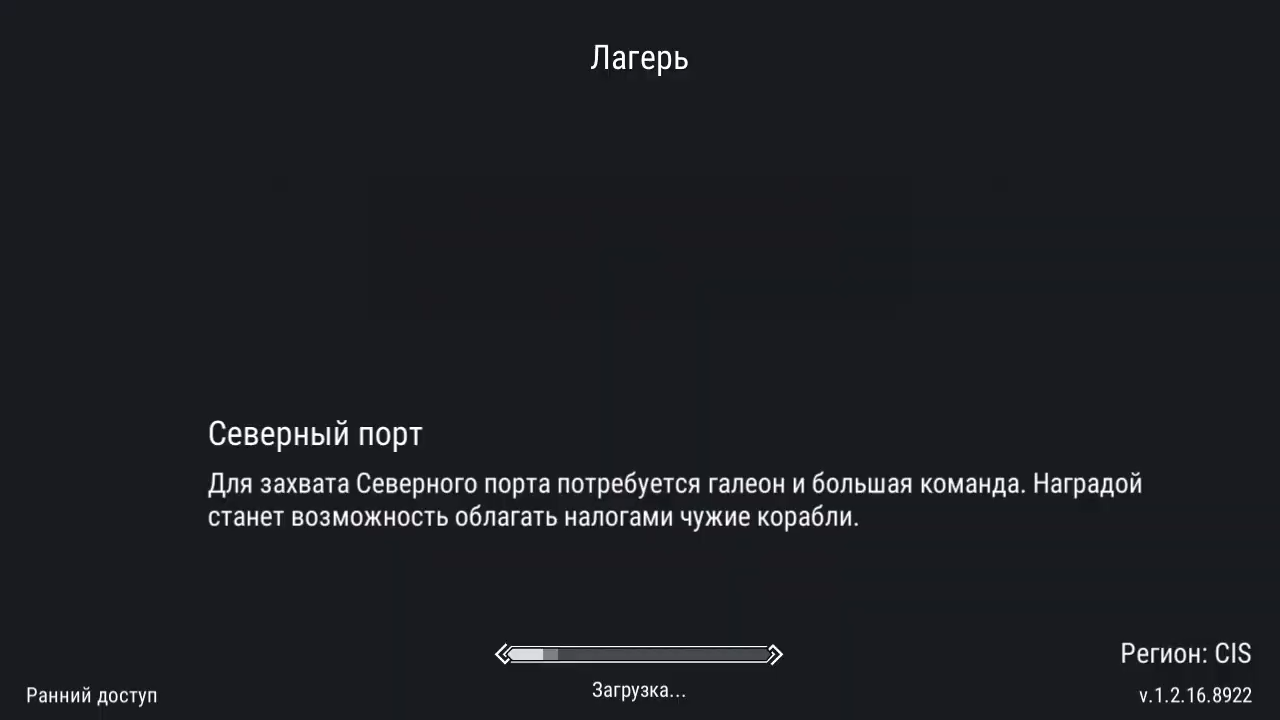 Лагерь
Северный порт
Для захвата Северного порта потребуется галеон и большая команда. Наградой
станет возможность облагать налогами чужие корабли.
Регион: CIS
Загрузка...
Ранний доступ
v.1.2.16.8922